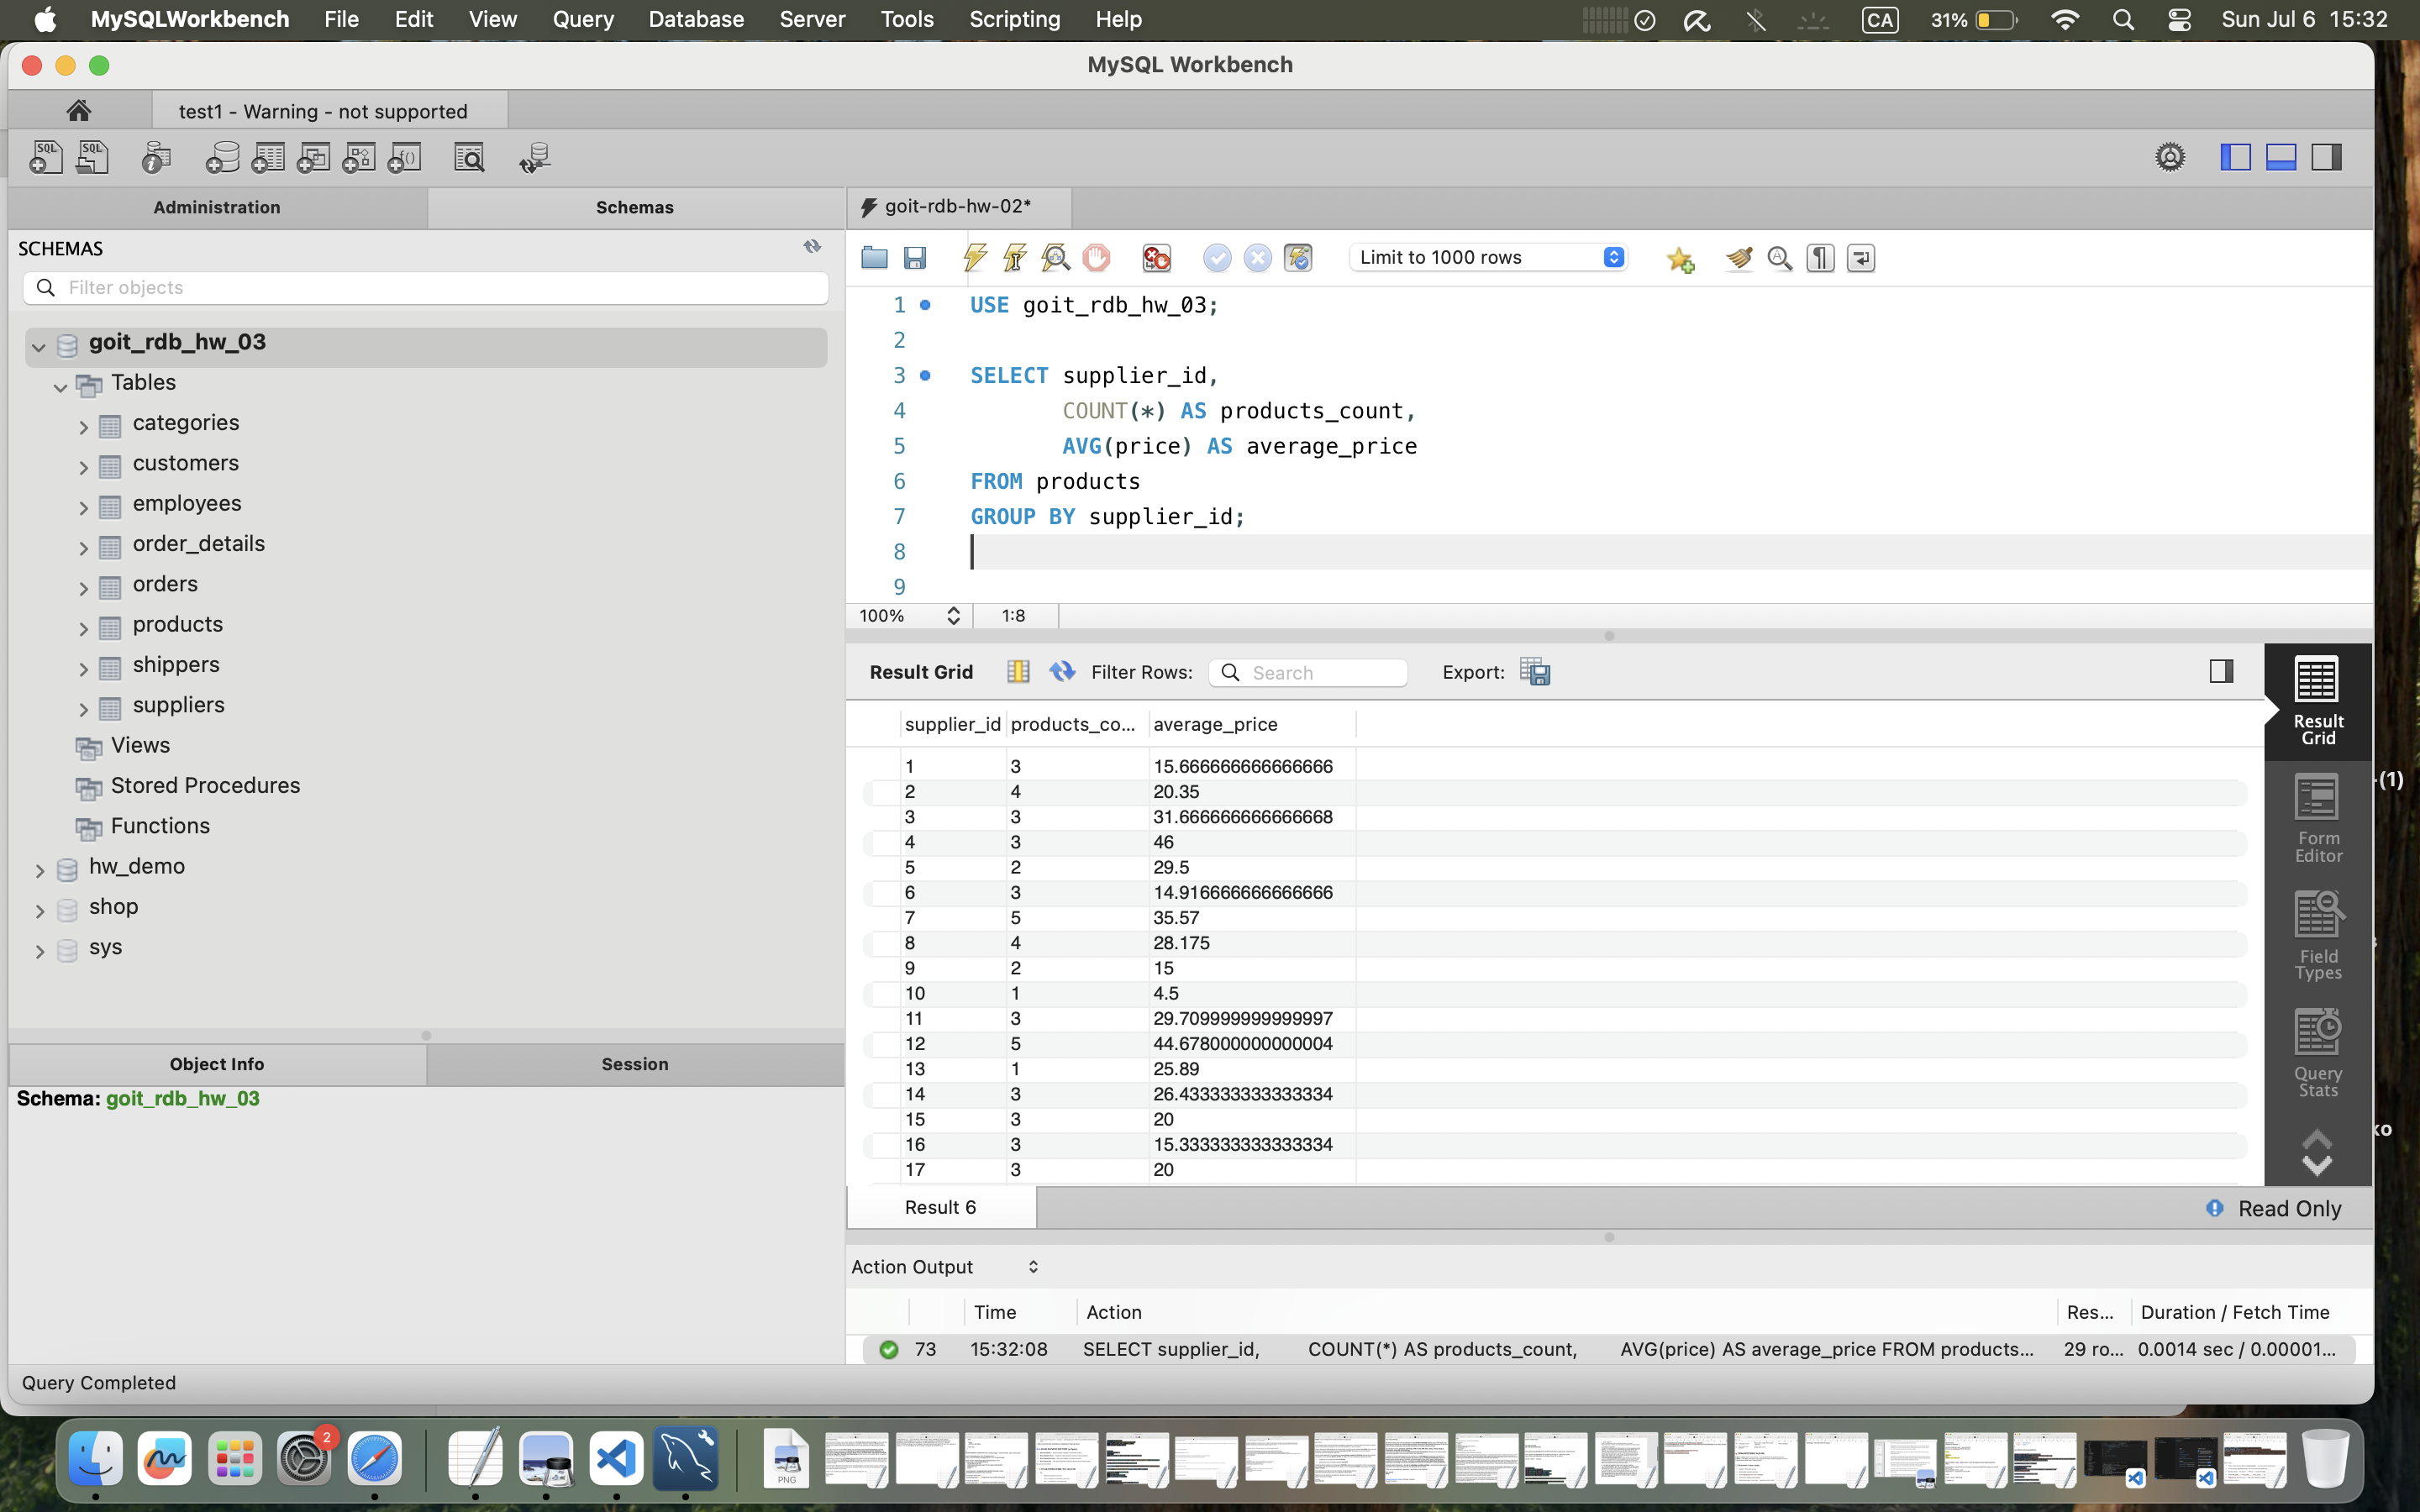 MySQLWorkbench File Edit View Query Database Server Tools Scripting Help CA 31% Sun Jul 6 15:32
MySQL Workbench
test1 - Warning - not supported
Administration Schemas
goit-rdb-hw-02*
SCHEMAS
Filter objects
Limit to 1000 rows
goit_rdb_hw_03
Tables
categories
customers
employees
order_details
orders
products
shippers
suppliers
Views
Stored Procedures
Functions
hw_demo
shop
sys
Object Info Session
Schema: goit_rdb_hw_03
1 USE goit_rdb_hw_03;
2
3 SELECT supplier_id,
4 COUNT(*) AS products_count,
5 AVG(price) AS average_price
6 FROM products
7 GROUP BY supplier_id;
8
9
100% 1:8
Result Grid Filter Rows: Search Export:
supplier_id products_co... average_price
1 3 15.666666666666666
2 4 20.35
3 3 31.666666666666668
4 3 46
5 2 29.5
6 3 14.916666666666666
7 5 35.57
8 4 28.175
9 2 15
10 1 4.5
11 3 29.709999999999997
12 5 44.678000000000004
13 1 25.89
14 3 26.433333333333334
15 3 20
16 3 15.333333333333334
17 3 20
Result
Grid
Form
Editor
Field
Types
Query
Stats
-(1)
ko
Result 6 Read Only
Action Output
Time Action Res... Duration / Fetch Time
73 15:32:08 SELECT supplier_id, COUNT(*) AS products_count, AVG(price) AS average_price FROM products... 29 ro... 0.0014 sec / 0.00001...
Query Completed
2
PNG